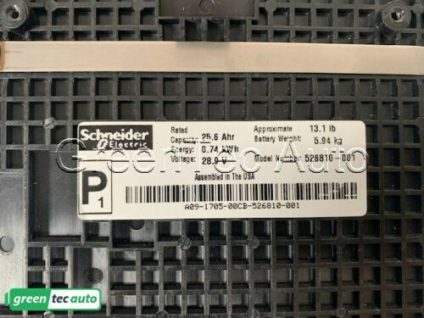 Schneider
Electric
Rated
Capacity: 25.6 Ahr
Energy: 0.74 kWh
Voltage: 28.9 V
Approximate 13.1 lb
Battery Weight: 5.94 kg
Model Number 526810-001
Assembled in The USA
P1
A09-1705-00CB-526810-001
Green Tec Auto
green tec auto